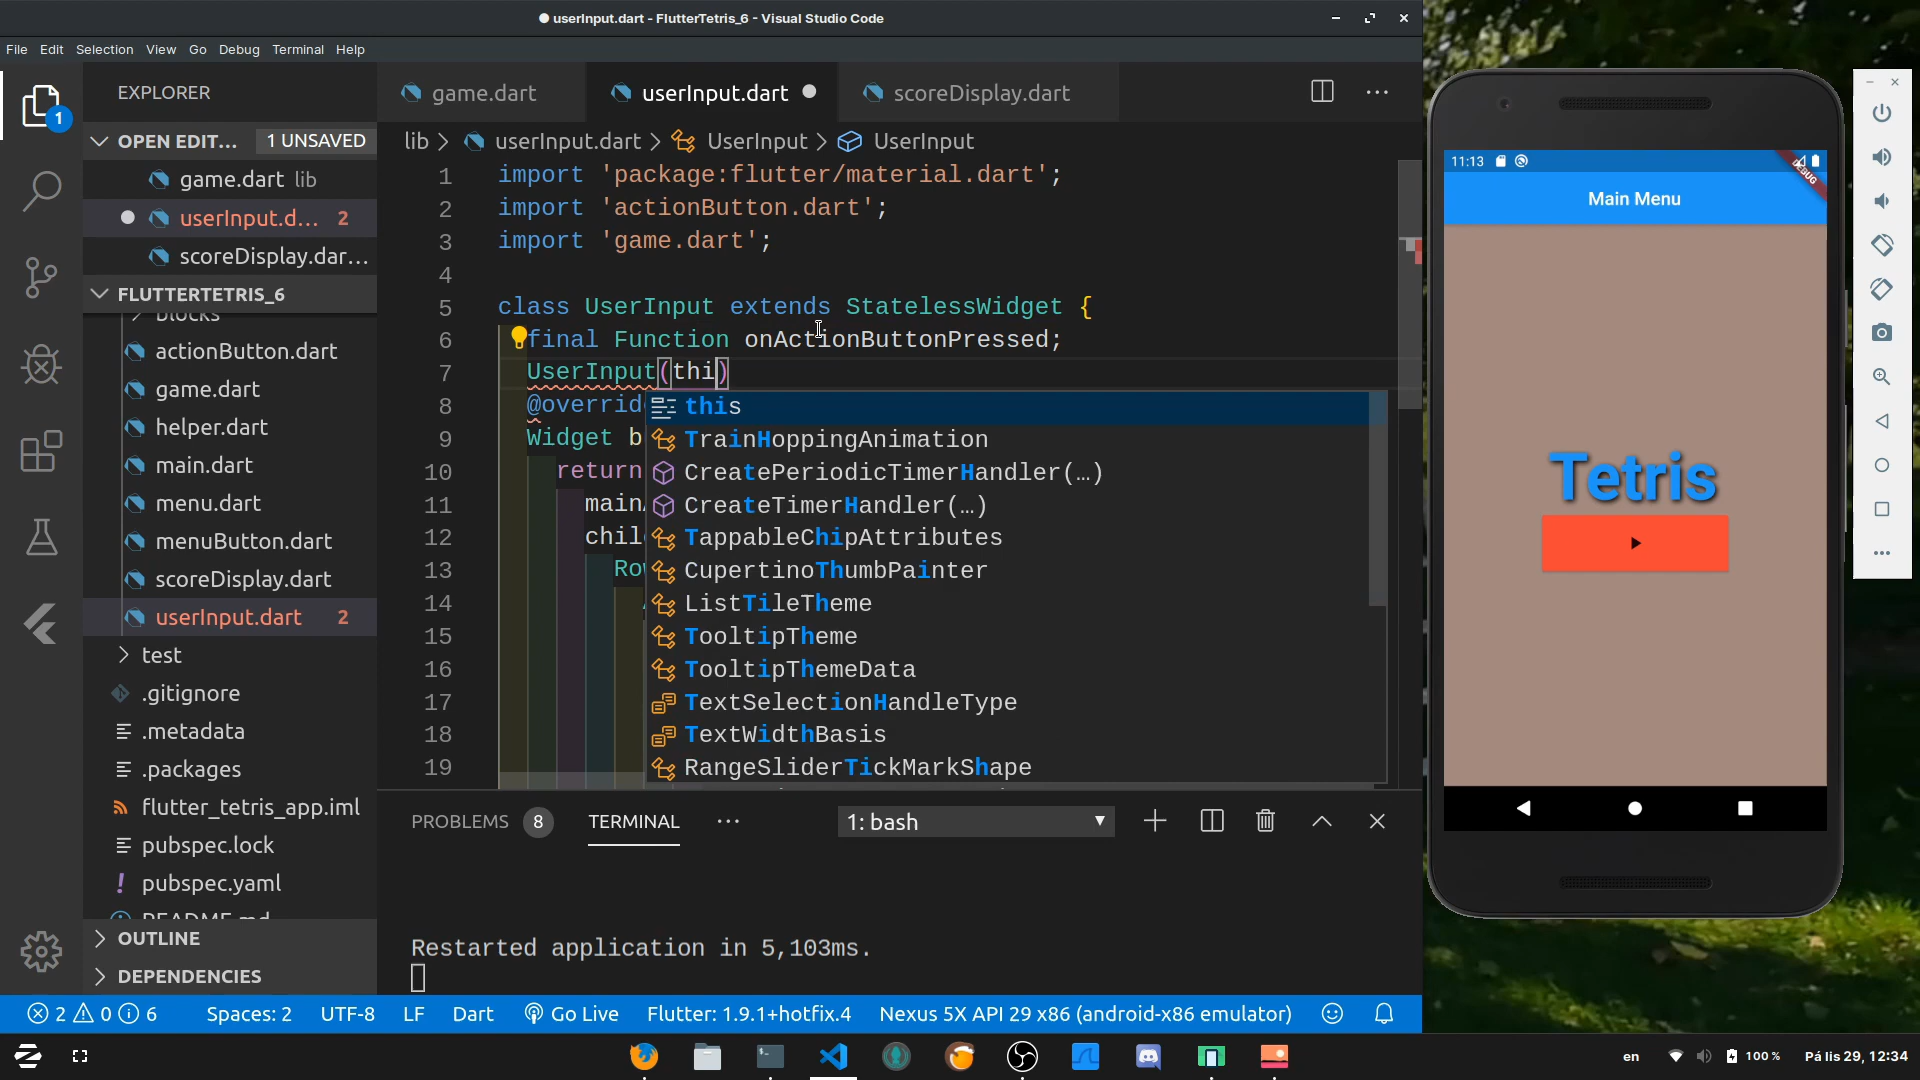 userInput.dart - FlutterTetris_6 - Visual Studio Code
File Edit Selection View Go Debug Terminal Help
EXPLORER
game.dart
userInput.dart
scoreDisplay.dart
OPEN EDIT... 1 UNSAVED
lib userInput.dart UserInput UserInput
game.dart lib
userInput.d... 2
scoreDisplay.dar...
FLUTTERTETRIS_6
blocks
actionButton.dart
game.dart
helper.dart
main.dart
menu.dart
menuButton.dart
scoreDisplay.dart
userInput.dart 2
test
.gitignore
.metadata
.packages
flutter_tetris_app.iml
pubspec.lock
pubspec.yaml
README.md
OUTLINE
DEPENDENCIES
1 import 'package:flutter/material.dart';
2 import 'actionButton.dart';
3 import 'game.dart';
4
5 class UserInput extends StatelessWidget {
6 final Function onActionButtonPressed;
7 UserInput(thi)
8 @overrid
9 Widget b
10 return
11 main
12 chil
13 Ro
14
15
16
17
18
19
this
TrainHoppingAnimation
CreatePeriodicTimerHandler(…)
CreateTimerHandler(…)
TappableChipAttributes
CupertinoThumbPainter
ListTileTheme
TooltipTheme
TooltipThemeData
TextSelectionHandleType
TextWidthBasis
RangeSliderTickMarkShape
PROBLEMS 8 TERMINAL ... 1: bash
Restarted application in 5,103ms.
2 0 6 Spaces: 2 UTF-8 LF Dart Go Live Flutter: 1.9.1+hotfix.4 Nexus 5X API 29 x86 (android-x86 emulator)
1
11:13
DEBUG
Main Menu
Tetris
en 100% Pá lis 29, 12:34